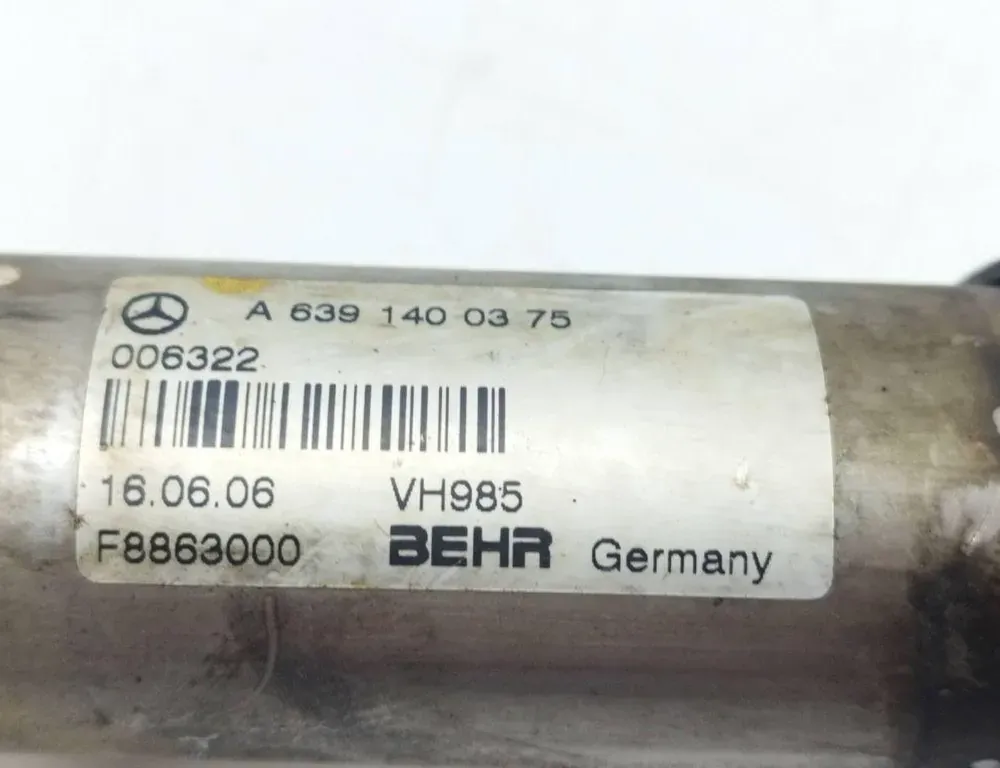 A 639 140 03 75
006322
16.06.06 VH985
F8863000 BEHR Germany